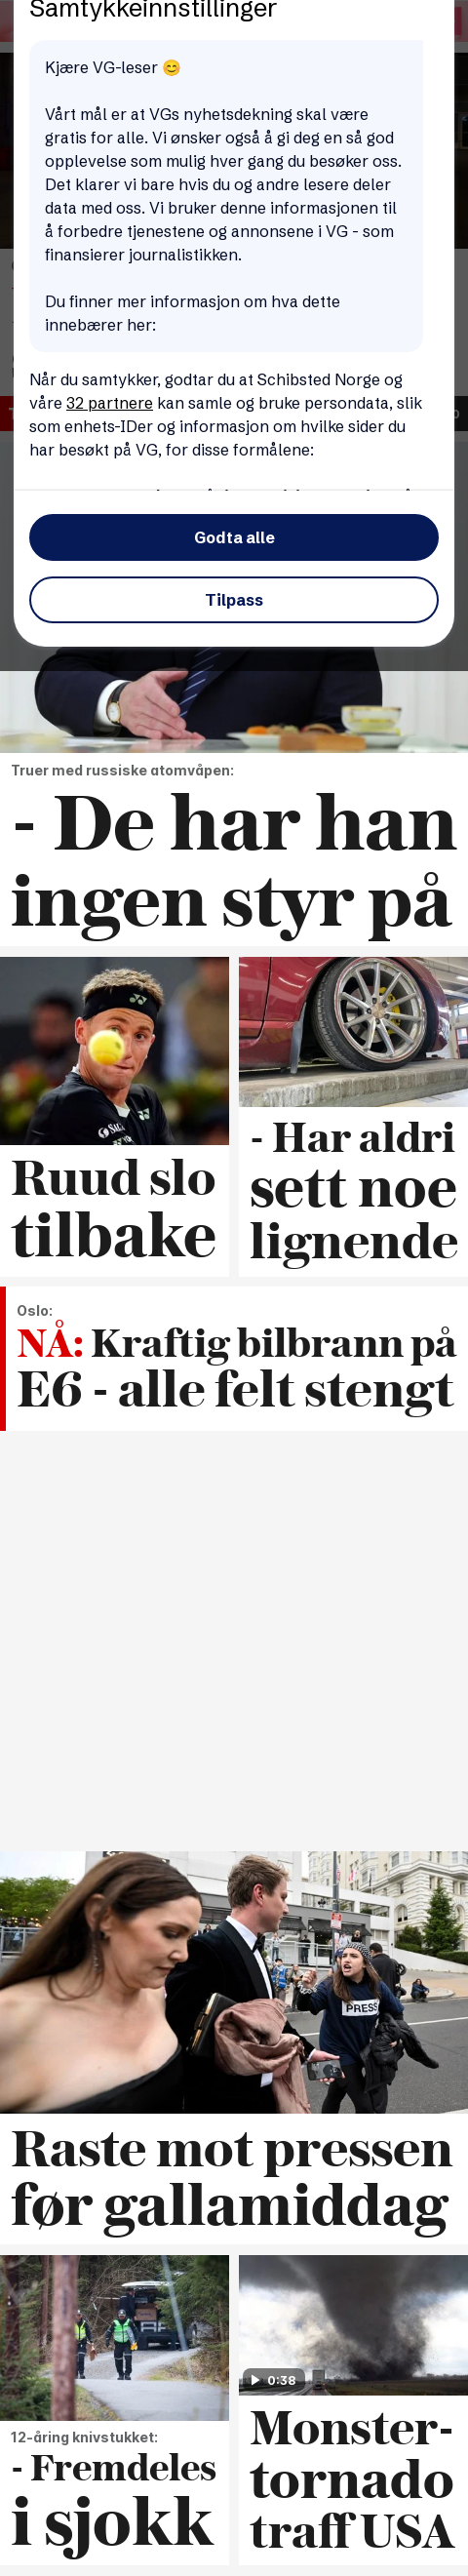 Samtykkeinnstillinger
Kjære VG-leser 😊
Vårt mål er at VGs nyhetsdekning skal være
gratis for alle. Vi ønsker også å gi deg en så god
opplevelse som mulig hver gang du besøker oss.
Det klarer vi bare hvis du og andre lesere deler
data med oss. Vi bruker denne informasjonen til
å forbedre tjenestene og annonsene i VG - som
finansierer journalistikken.
Du finner mer informasjon om hva dette
innebærer her:
Når du samtykker, godtar du at Schibsted Norge og
våre 32 partnere kan samle og bruke persondata, slik
som enhets-IDer og informasjon om hvilke sider du
har besøkt på VG, for disse formålene:
Godta alle
Tilpass
Truer med russiske atomvåpen:
- De har han
ingen styr på
Ruud slo
tilbake
- Har aldri
sett noe
lignende
Oslo:
NÅ: Kraftig bilbrann på
E6 - alle felt stengt
PRESS
Raste mot pressen
før gallamiddag
12-åring knivstukket:
- Fremdeles
i sjokk
0:38
Monster-
tornado
traff USA